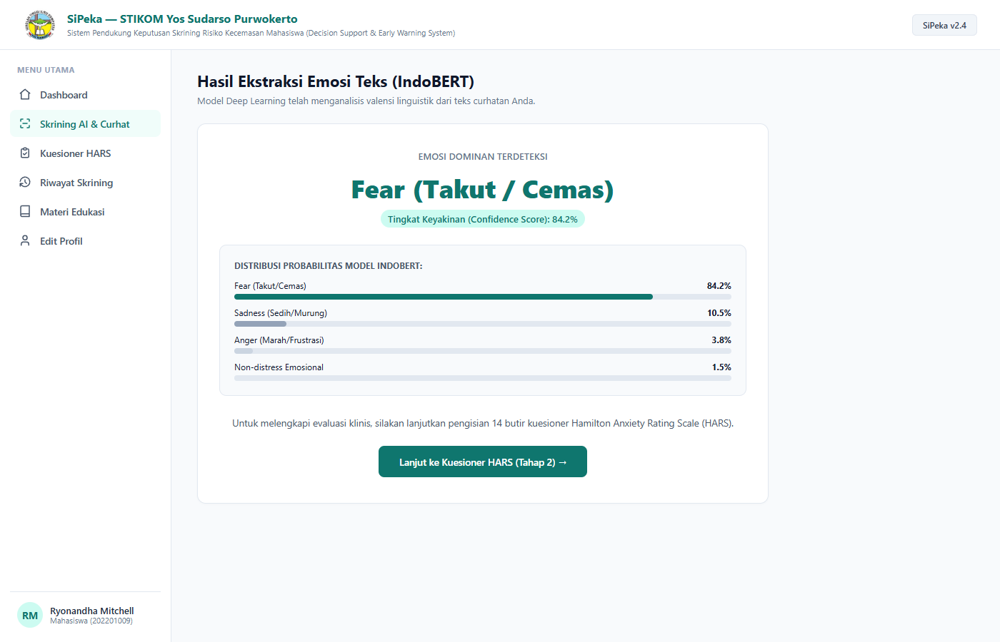 SiPeka — STIKOM Yos Sudarso Purwokerto
Sistem Pendukung Keputusan Skrining Risiko Kecemasan Mahasiswa (Decision Support & Early Warning System)
SiPeka v2.4
MENU UTAMA
Dashboard
Skrining AI & Curhat
Kuesioner HARS
Riwayat Skrining
Materi Edukasi
Edit Profil
RM
Ryonandha Mitchell
Mahasiswa (202201009)
Hasil Ekstraksi Emosi Teks (IndoBERT)
Model Deep Learning telah menganalisis valensi linguistik dari teks curhatan Anda.
EMOSI DOMINAN TERDETEKSI
Fear (Takut / Cemas)
Tingkat Keyakinan (Confidence Score): 84.2%
DISTRIBUSI PROBABILITAS MODEL INDOBERT:
Fear (Takut/Cemas) 84.2%
Sadness (Sedih/Murung) 10.5%
Anger (Marah/Frustrasi) 3.8%
Non-distress Emosional 1.5%
Untuk melengkapi evaluasi klinis, silakan lanjutkan pengisian 14 butir kuesioner Hamilton Anxiety Rating Scale (HARS).
Lanjut ke Kuesioner HARS (Tahap 2) →